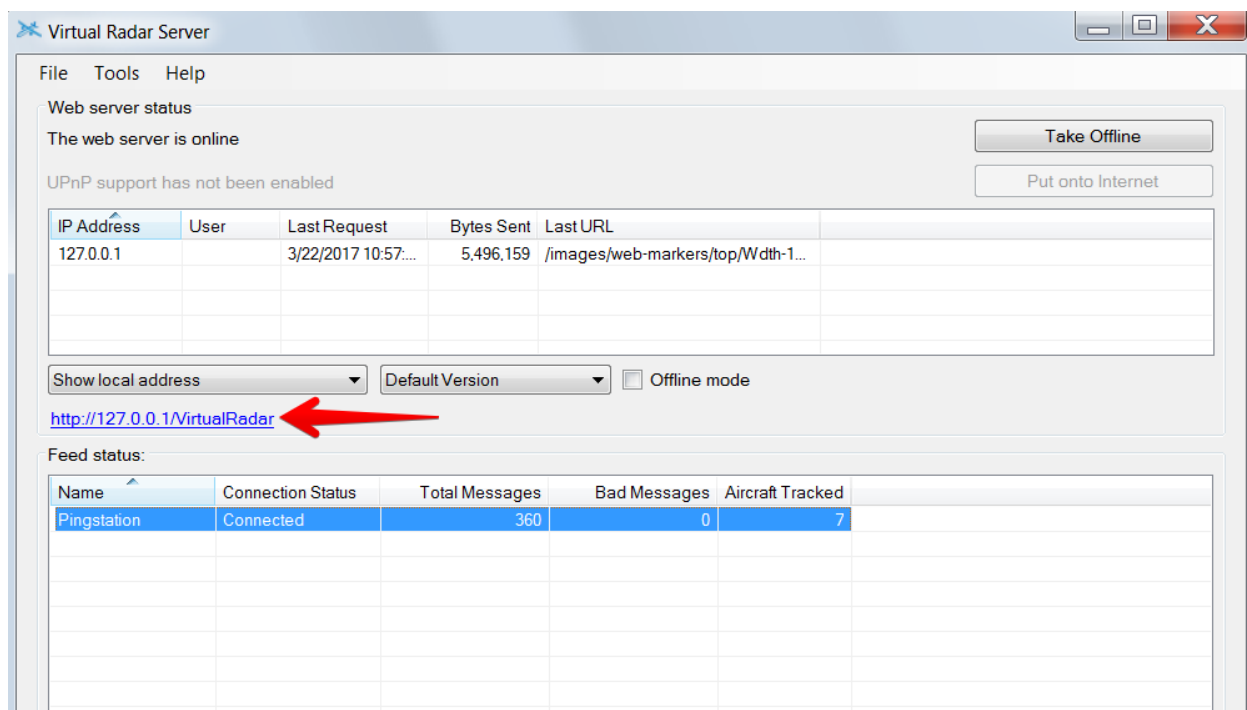 Virtual Radar Server
File Tools Help
Web server status
The web server is online
Take Offline
UPnP support has not been enabled
Put onto Internet
IP Address User Last Request Bytes Sent Last URL
127.0.0.1 3/22/2017 10:57:... 5,496,159 /images/web-markers/top/Wdth-1...
Show local address Default Version Offline mode
http://127.0.0.1/VirtualRadar
Feed status:
Name Connection Status Total Messages Bad Messages Aircraft Tracked
Pingstation Connected 360 0 7